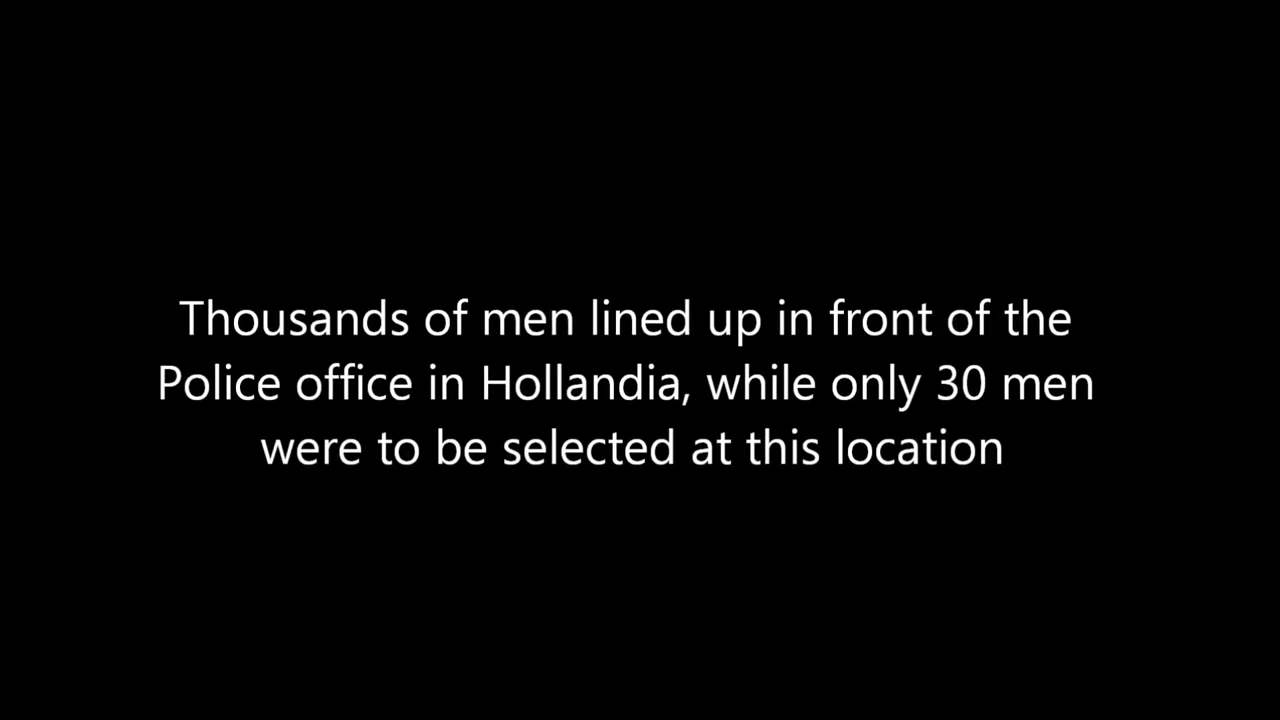 Thousands of men lined up in front of the
Police office in Hollandia, while only 30 men
were to be selected at this location